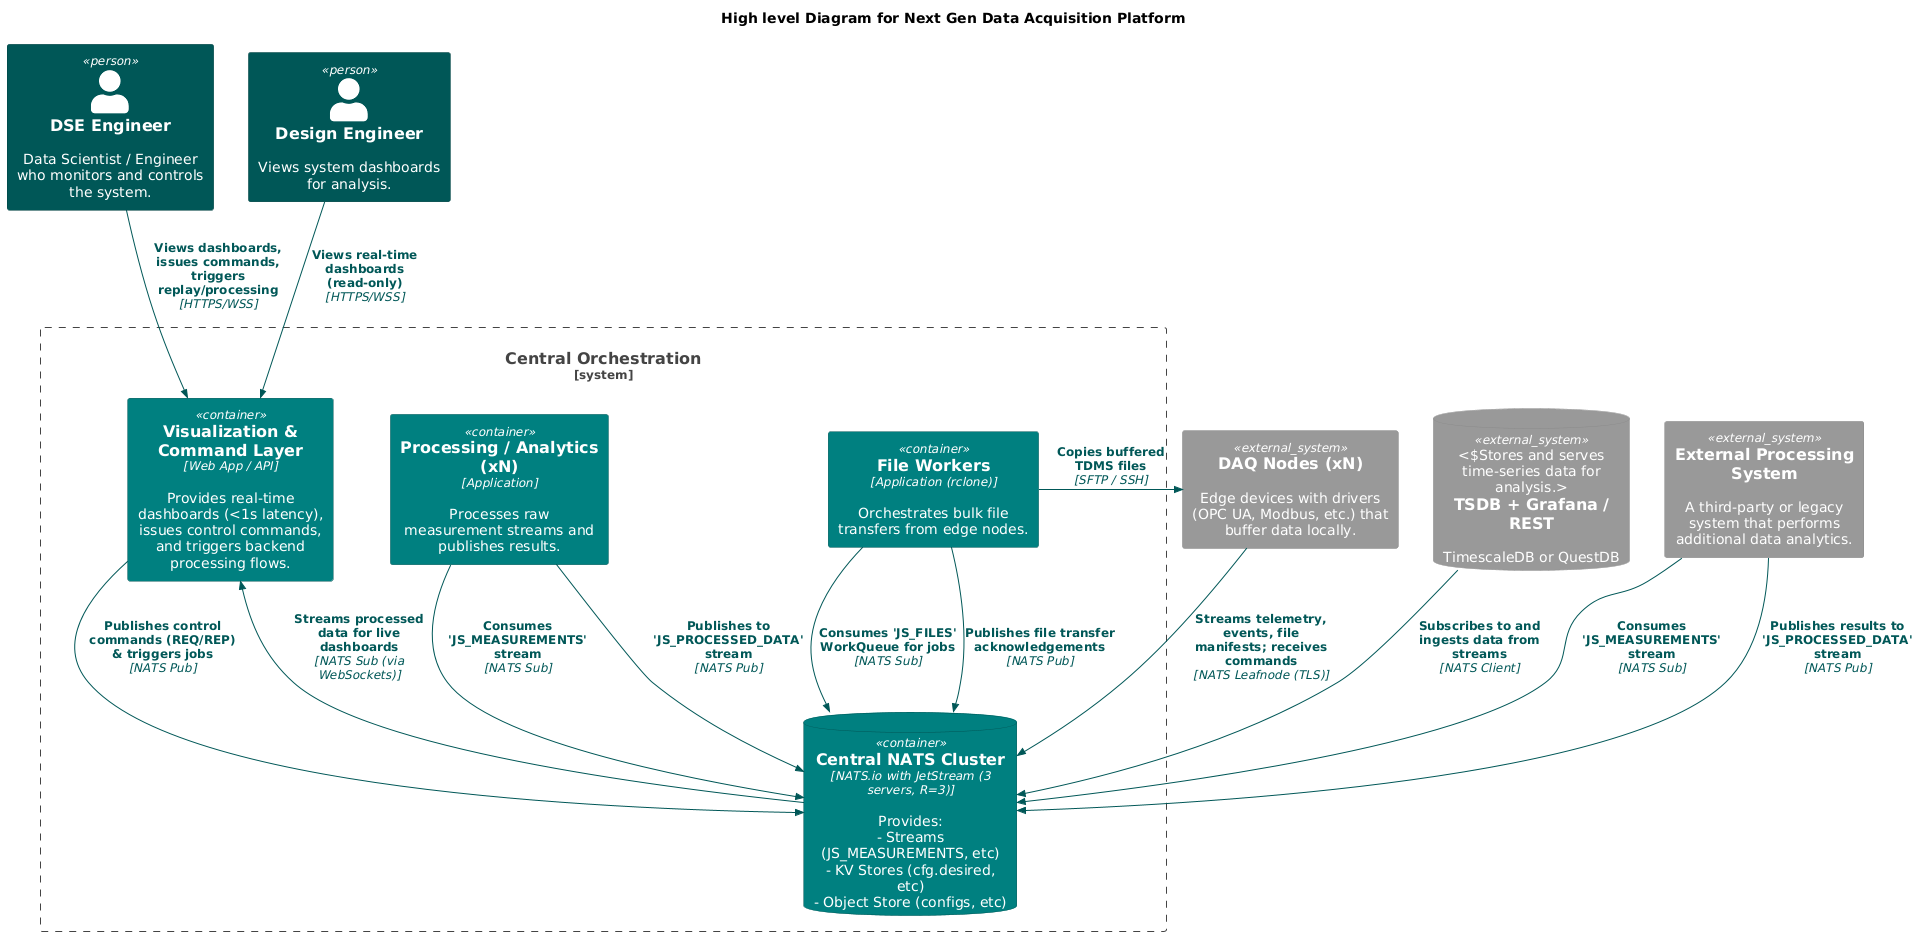 High level Diagram for Next Gen Data Acquisition Platform
«person»
DSE Engineer
Data Scientist / Engineer
who monitors and controls
the system.
«person»
Design Engineer
Views system dashboards
for analysis.
Views dashboards,
issues commands,
triggers
replay/processing
[HTTPS/WSS]
Views real-time
dashboards
(read-only)
[HTTPS/WSS]
Central Orchestration
[system]
«container»
Visualization &
Command Layer
[Web App / API]
Provides real-time
dashboards (<1s latency),
issues control commands,
and triggers backend
processing flows.
«container»
Processing / Analytics
(xN)
[Application]
Processes raw
measurement streams and
publishes results.
«container»
File Workers
[Application (rclone)]
Orchestrates bulk file
transfers from edge nodes.
Copies buffered
TDMS files
[SFTP / SSH]
«external_system»
DAQ Nodes (xN)
Edge devices with drivers
(OPC UA, Modbus, etc.) that
buffer data locally.
«external_system»
<$Stores and serves
time-series data for
analysis.>
TSDB + Grafana /
REST
TimescaleDB or QuestDB
«external_system»
External Processing
System
A third-party or legacy
system that performs
additional data analytics.
Publishes control
commands (REQ/REP)
& triggers jobs
[NATS Pub]
Streams processed
data for live
dashboards
[NATS Sub (via
WebSockets)]
Consumes
'JS_MEASUREMENTS'
stream
[NATS Sub]
Publishes to
'JS_PROCESSED_DATA'
stream
[NATS Pub]
Consumes 'JS_FILES'
WorkQueue for jobs
[NATS Sub]
Publishes file transfer
acknowledgements
[NATS Pub]
Streams telemetry,
events, file
manifests; receives
commands
[NATS Leafnode (TLS)]
Subscribes to and
ingests data from
streams
[NATS Client]
Consumes
'JS_MEASUREMENTS'
stream
[NATS Sub]
Publishes results to
'JS_PROCESSED_DATA'
stream
[NATS Pub]
«container»
Central NATS Cluster
[NATS.io with JetStream (3
servers, R=3)]
Provides:
- Streams
(JS_MEASUREMENTS, etc)
- KV Stores (cfg.desired,
etc)
- Object Store (configs, etc)